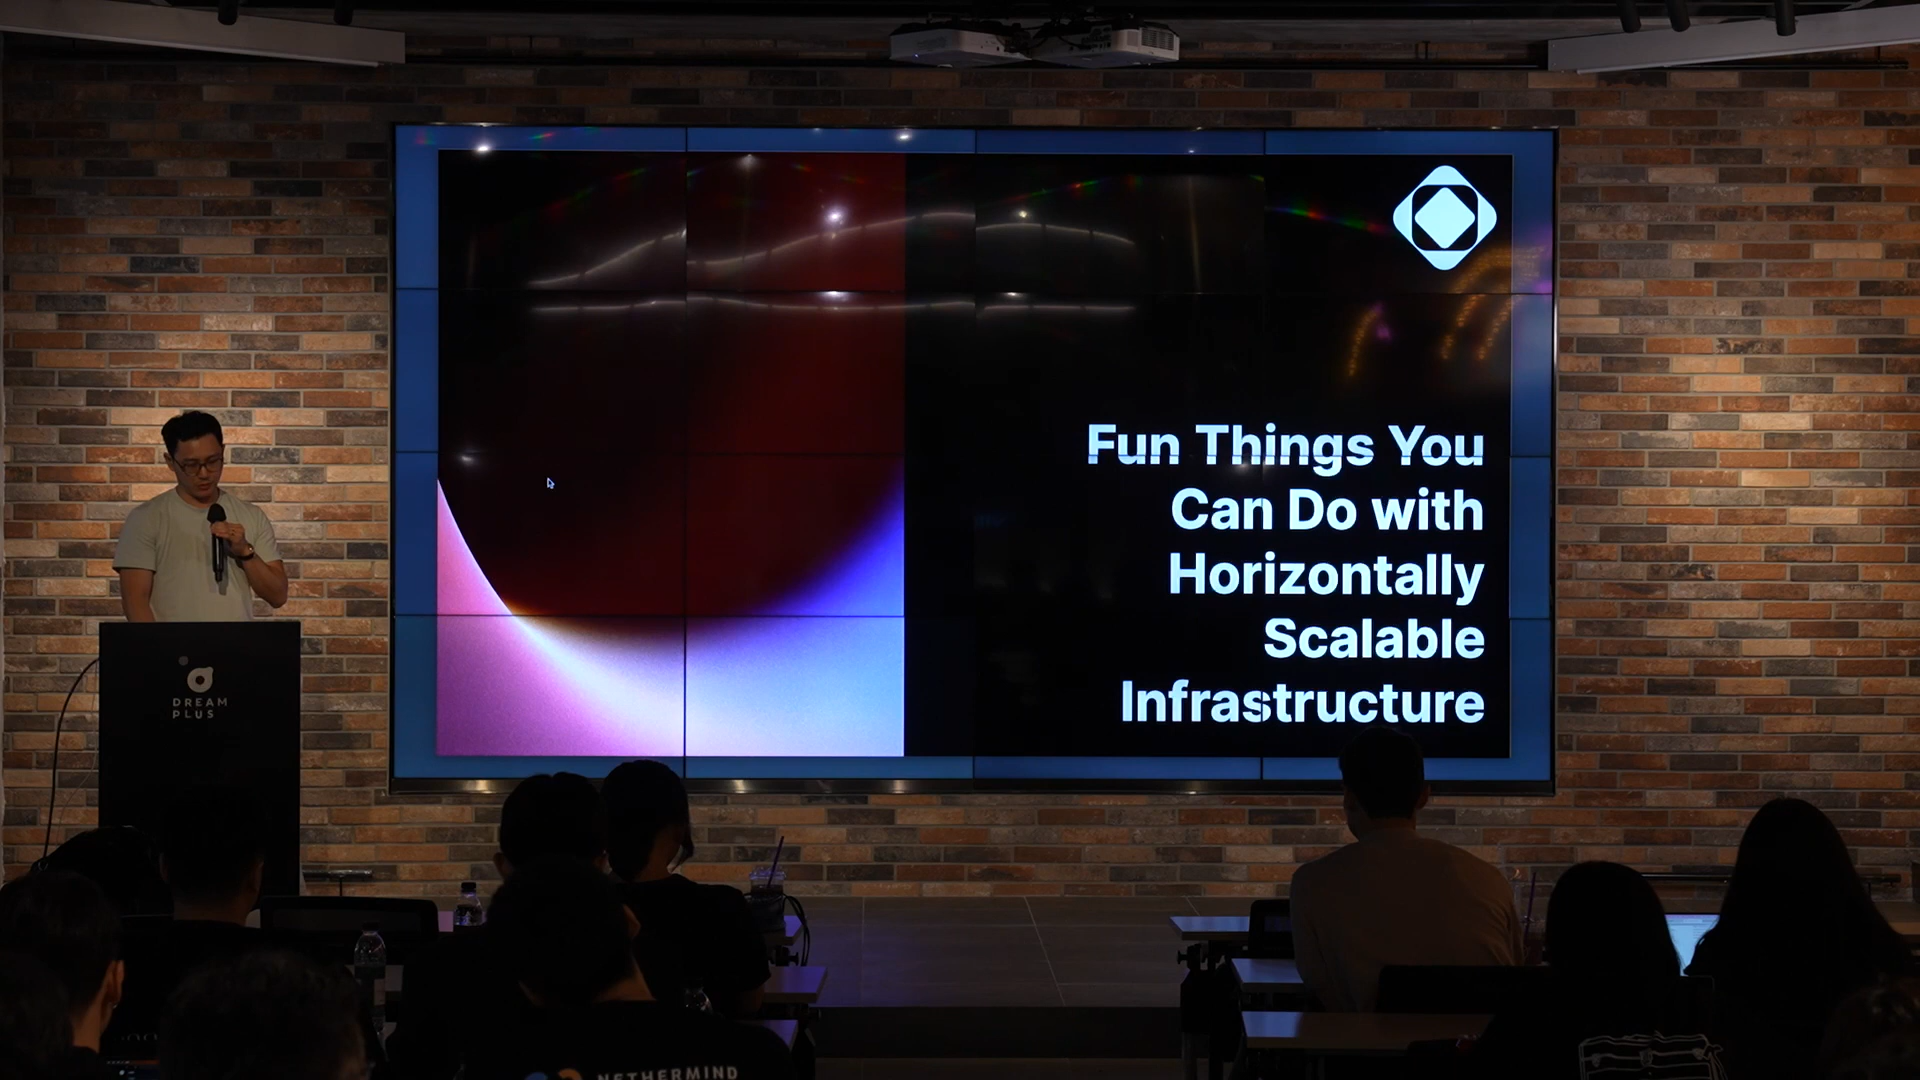 Fun Things You
Can Do with
Horizontally
Scalable
Infrastructure
DREAM
PLUS
NETHERMIND